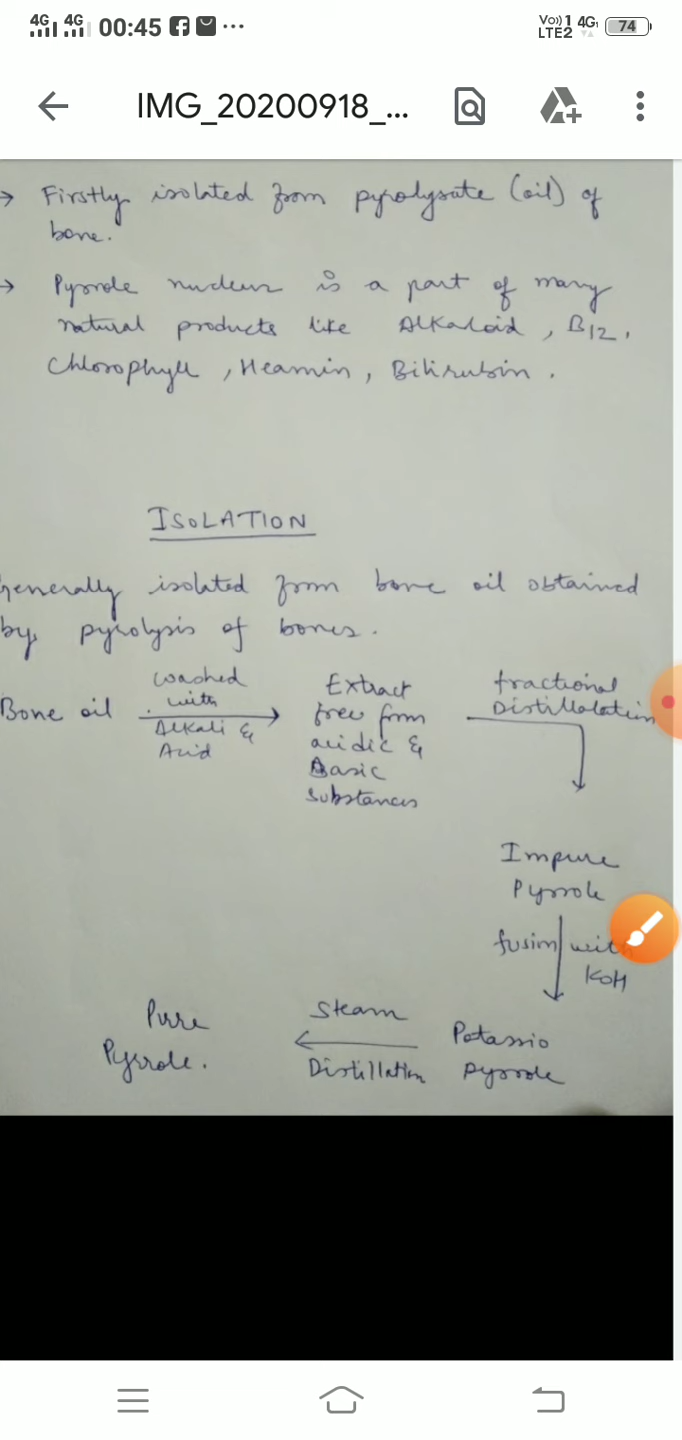 4G 4G 00:45 ...
Vo)) 1 4G
LTE2
74
IMG_20200918_...
→ Firstly isolated from pyrolysate (oil) of
bone.
→ Pyrrole nucleus is a part of many
natural products like Alkaloid, B12,
Chlorophyll, Heamin, Bilirubin.
ISOLATION
Generally isolated from bone oil obtained
by pyrolysis of bones.
Bone oil
washed
with
Alkali &
Acid
Extract
free from
acidic &
Basic
substances
fractional
Distillalation
Impure
Pyrrole
fusion with
KOH
Potassio
pyrrole
Steam
Distillation
Pure
Pyrrole.